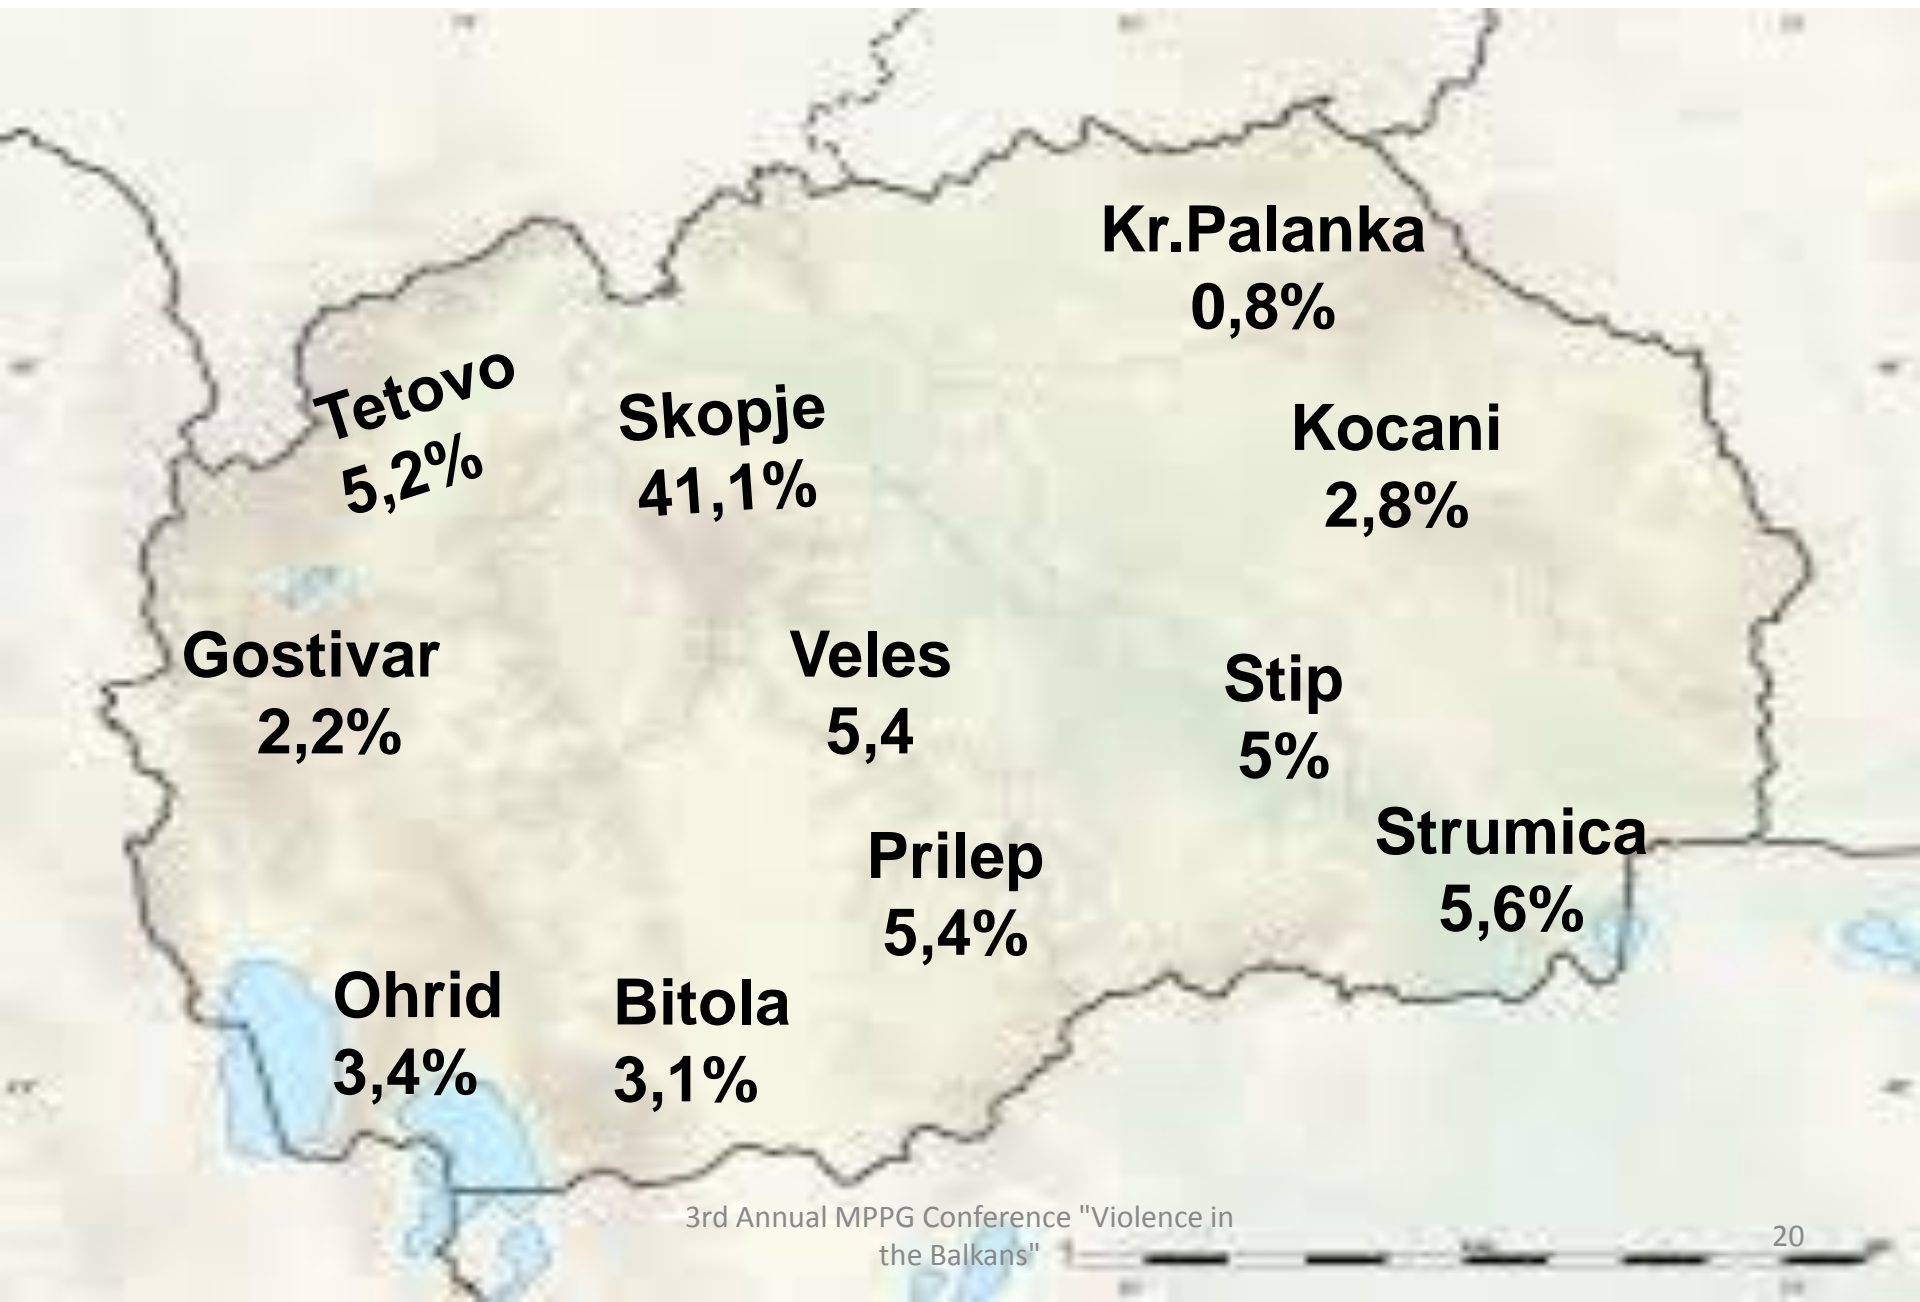 Kr.Palanka
0,8%
Tetovo
5,2%
Skopje
41,1%
Kocani
2,8%
Gostivar
2,2%
Veles
5,4
Stip
5%
Prilep
5,4%
Strumica
5,6%
Ohrid
3,4%
Bitola
3,1%
3rd Annual MPPG Conference "Violence in
the Balkans"
20